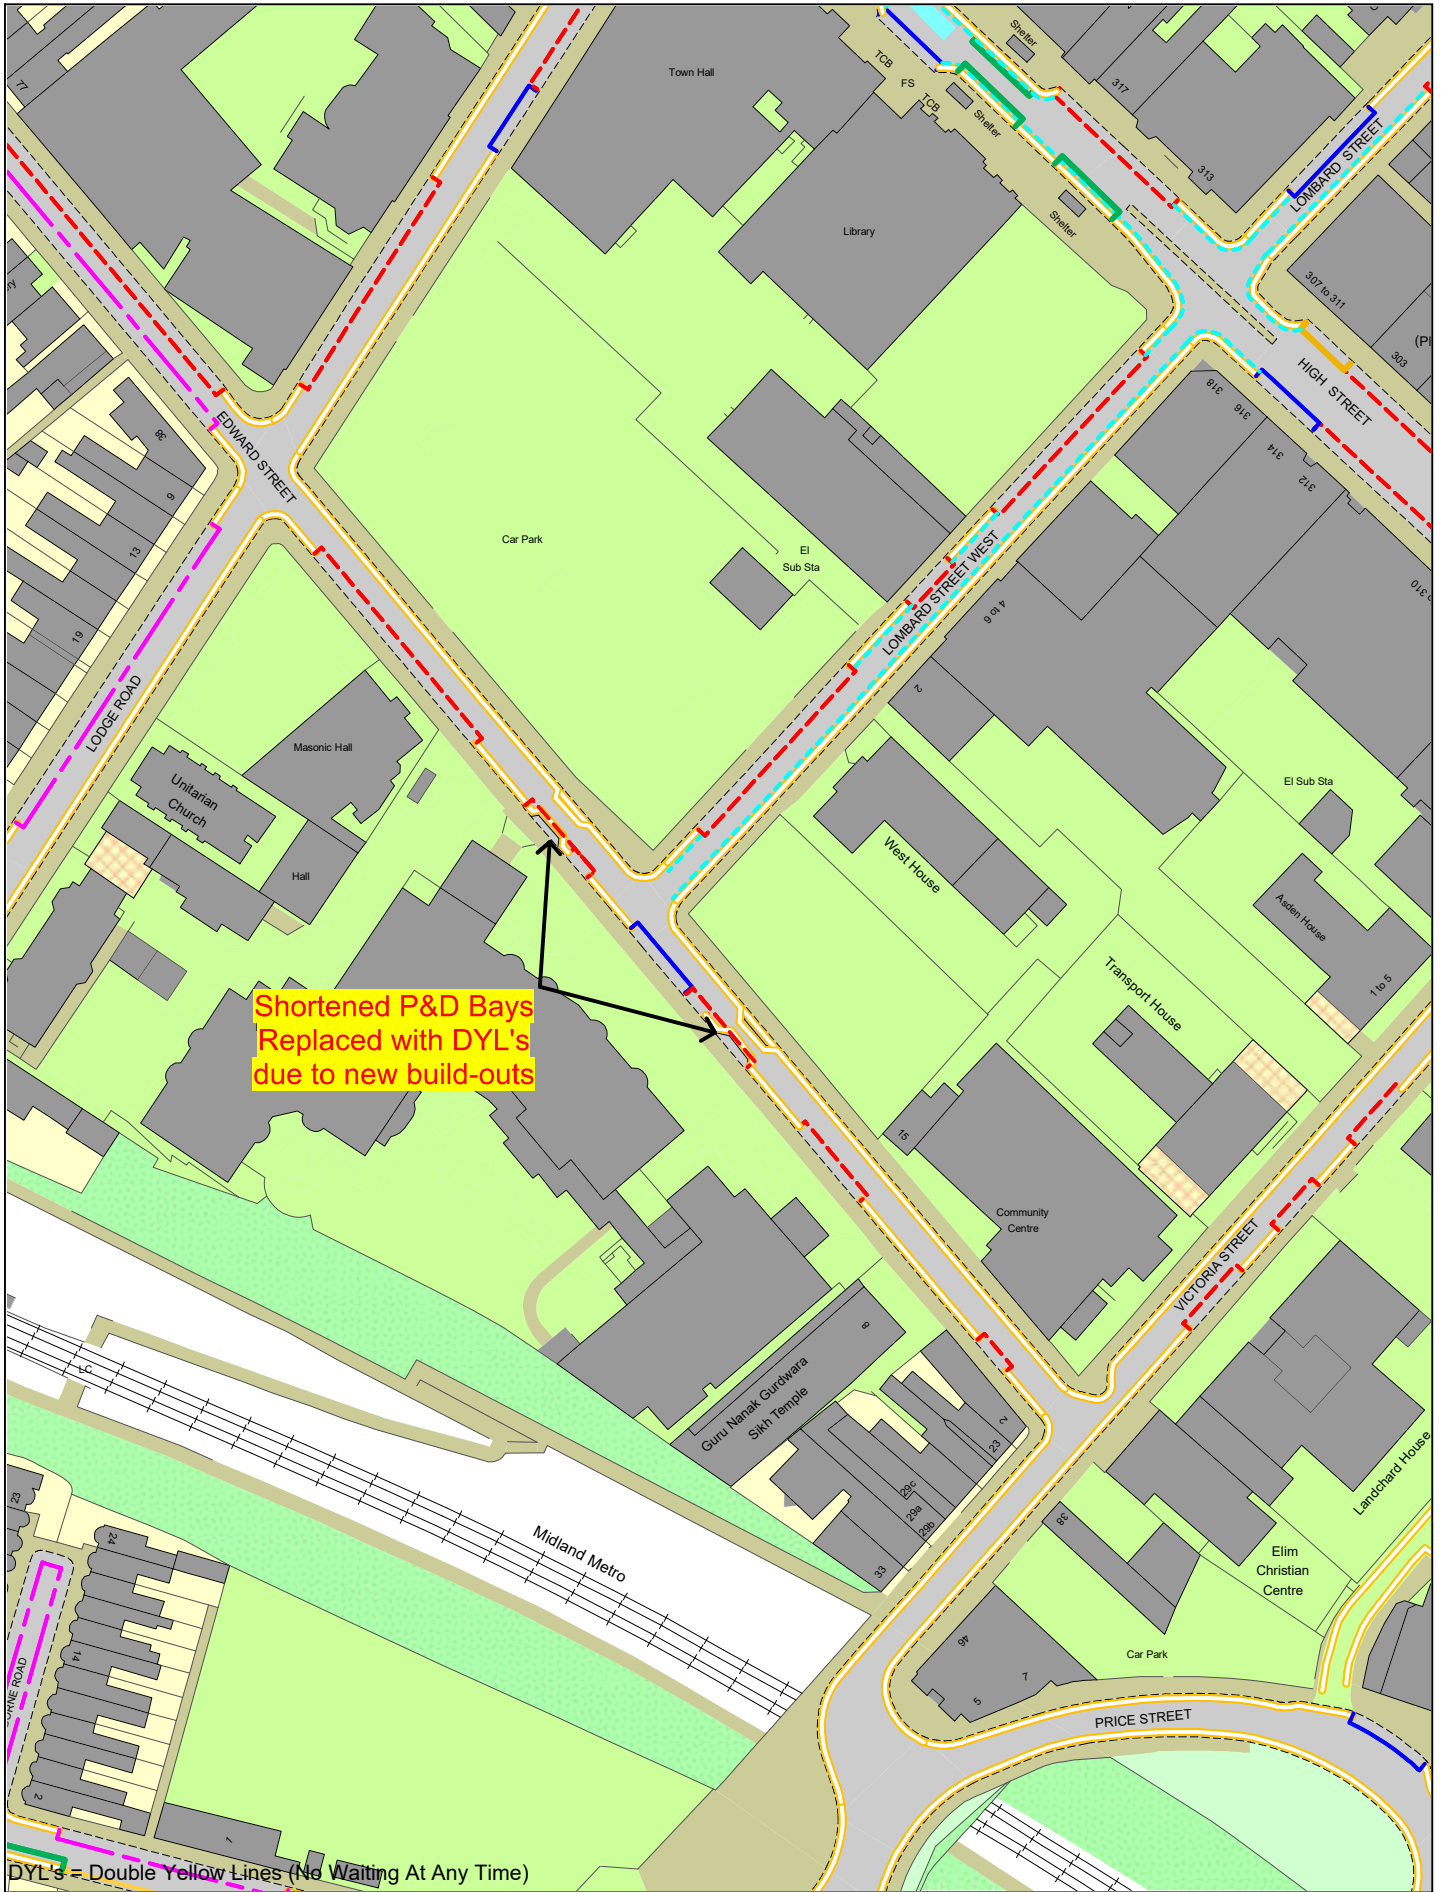 77
Town Hall
TCB
FS
TCB
Shelter
Shelter
Shelter
317
313
LOMBARD STREET
Library
307 to 311
303
HIGH STREET
318
316
314
312
EDWARD STREET
38
9
13
19
Car Park
El
Sub Sta
LOMBARD STREET WEST
4 to 6
2
LODGE ROAD
Masonic Hall
Unitarian
Church
Hall
West House
El Sub Sta
Asden House
1 to 5
Transport House
Shortened P&D Bays
Replaced with DYL's
due to new build-outs
15
Community
Centre
VICTORIA STREET
8
Guru Nanak Gurdwara
Sikh Temple
2
23
29c
29a
29b
33
LC
Midland Metro
Landchard House
38
Elim
Christian
Centre
23
24
14
2
46
7
5
Car Park
PRICE STREET
DYL's = Double Yellow Lines (No Waiting At Any Time)